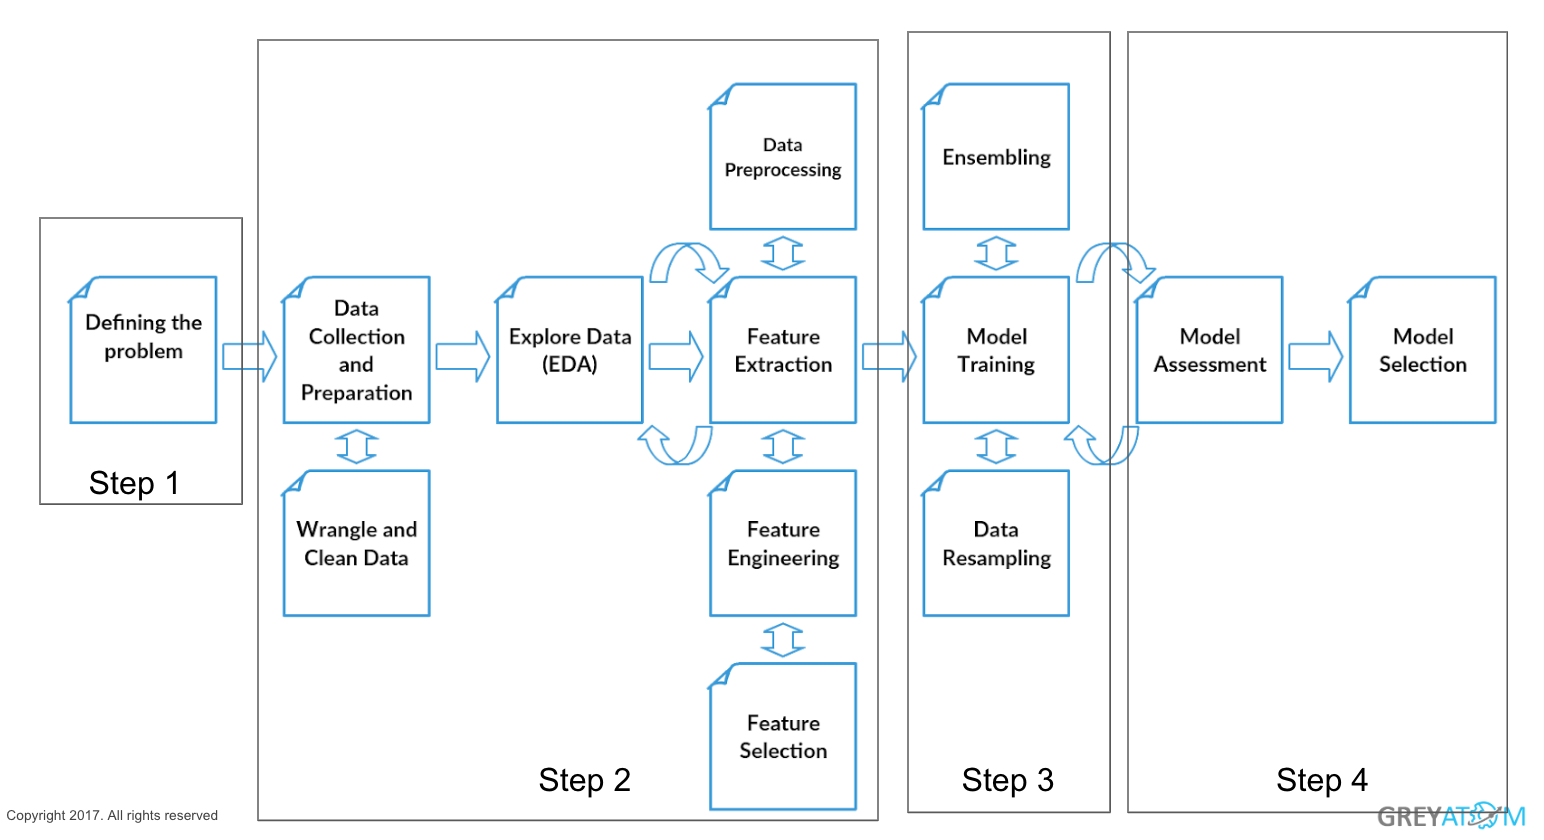 Defining the
problem
Step 1
Data
Collection
and
Preparation
Wrangle and
Clean Data
Explore Data
(EDA)
Data
Preprocessing
Feature
Extraction
Feature
Engineering
Feature
Selection
Step 2
Ensembling
Model
Training
Data
Resampling
Step 3
Model
Assessment
Model
Selection
Step 4
Copyright 2017. All rights reserved
GREYATOM